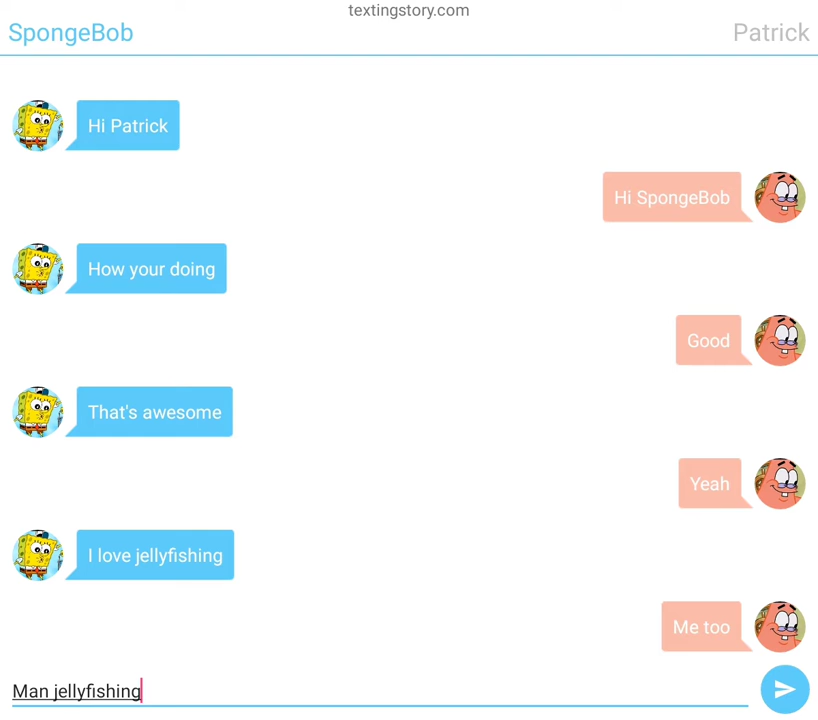 textingstory.com
SpongeBob
Patrick
Hi Patrick
Hi SpongeBob
How your doing
Good
That's awesome
Yeah
I love jellyfishing
Me too
Man jellyfishing